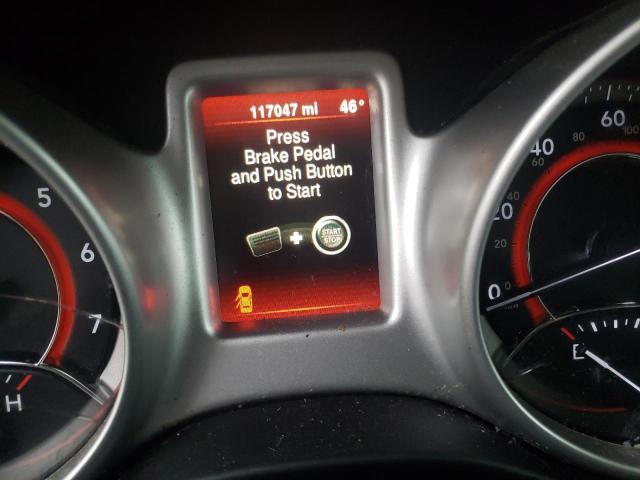 117047 mi 46°
Press
Brake Pedal
and Push Button
to Start
START
STOP
5
6
7
H
60
100
80
40
60
20
20
0
E